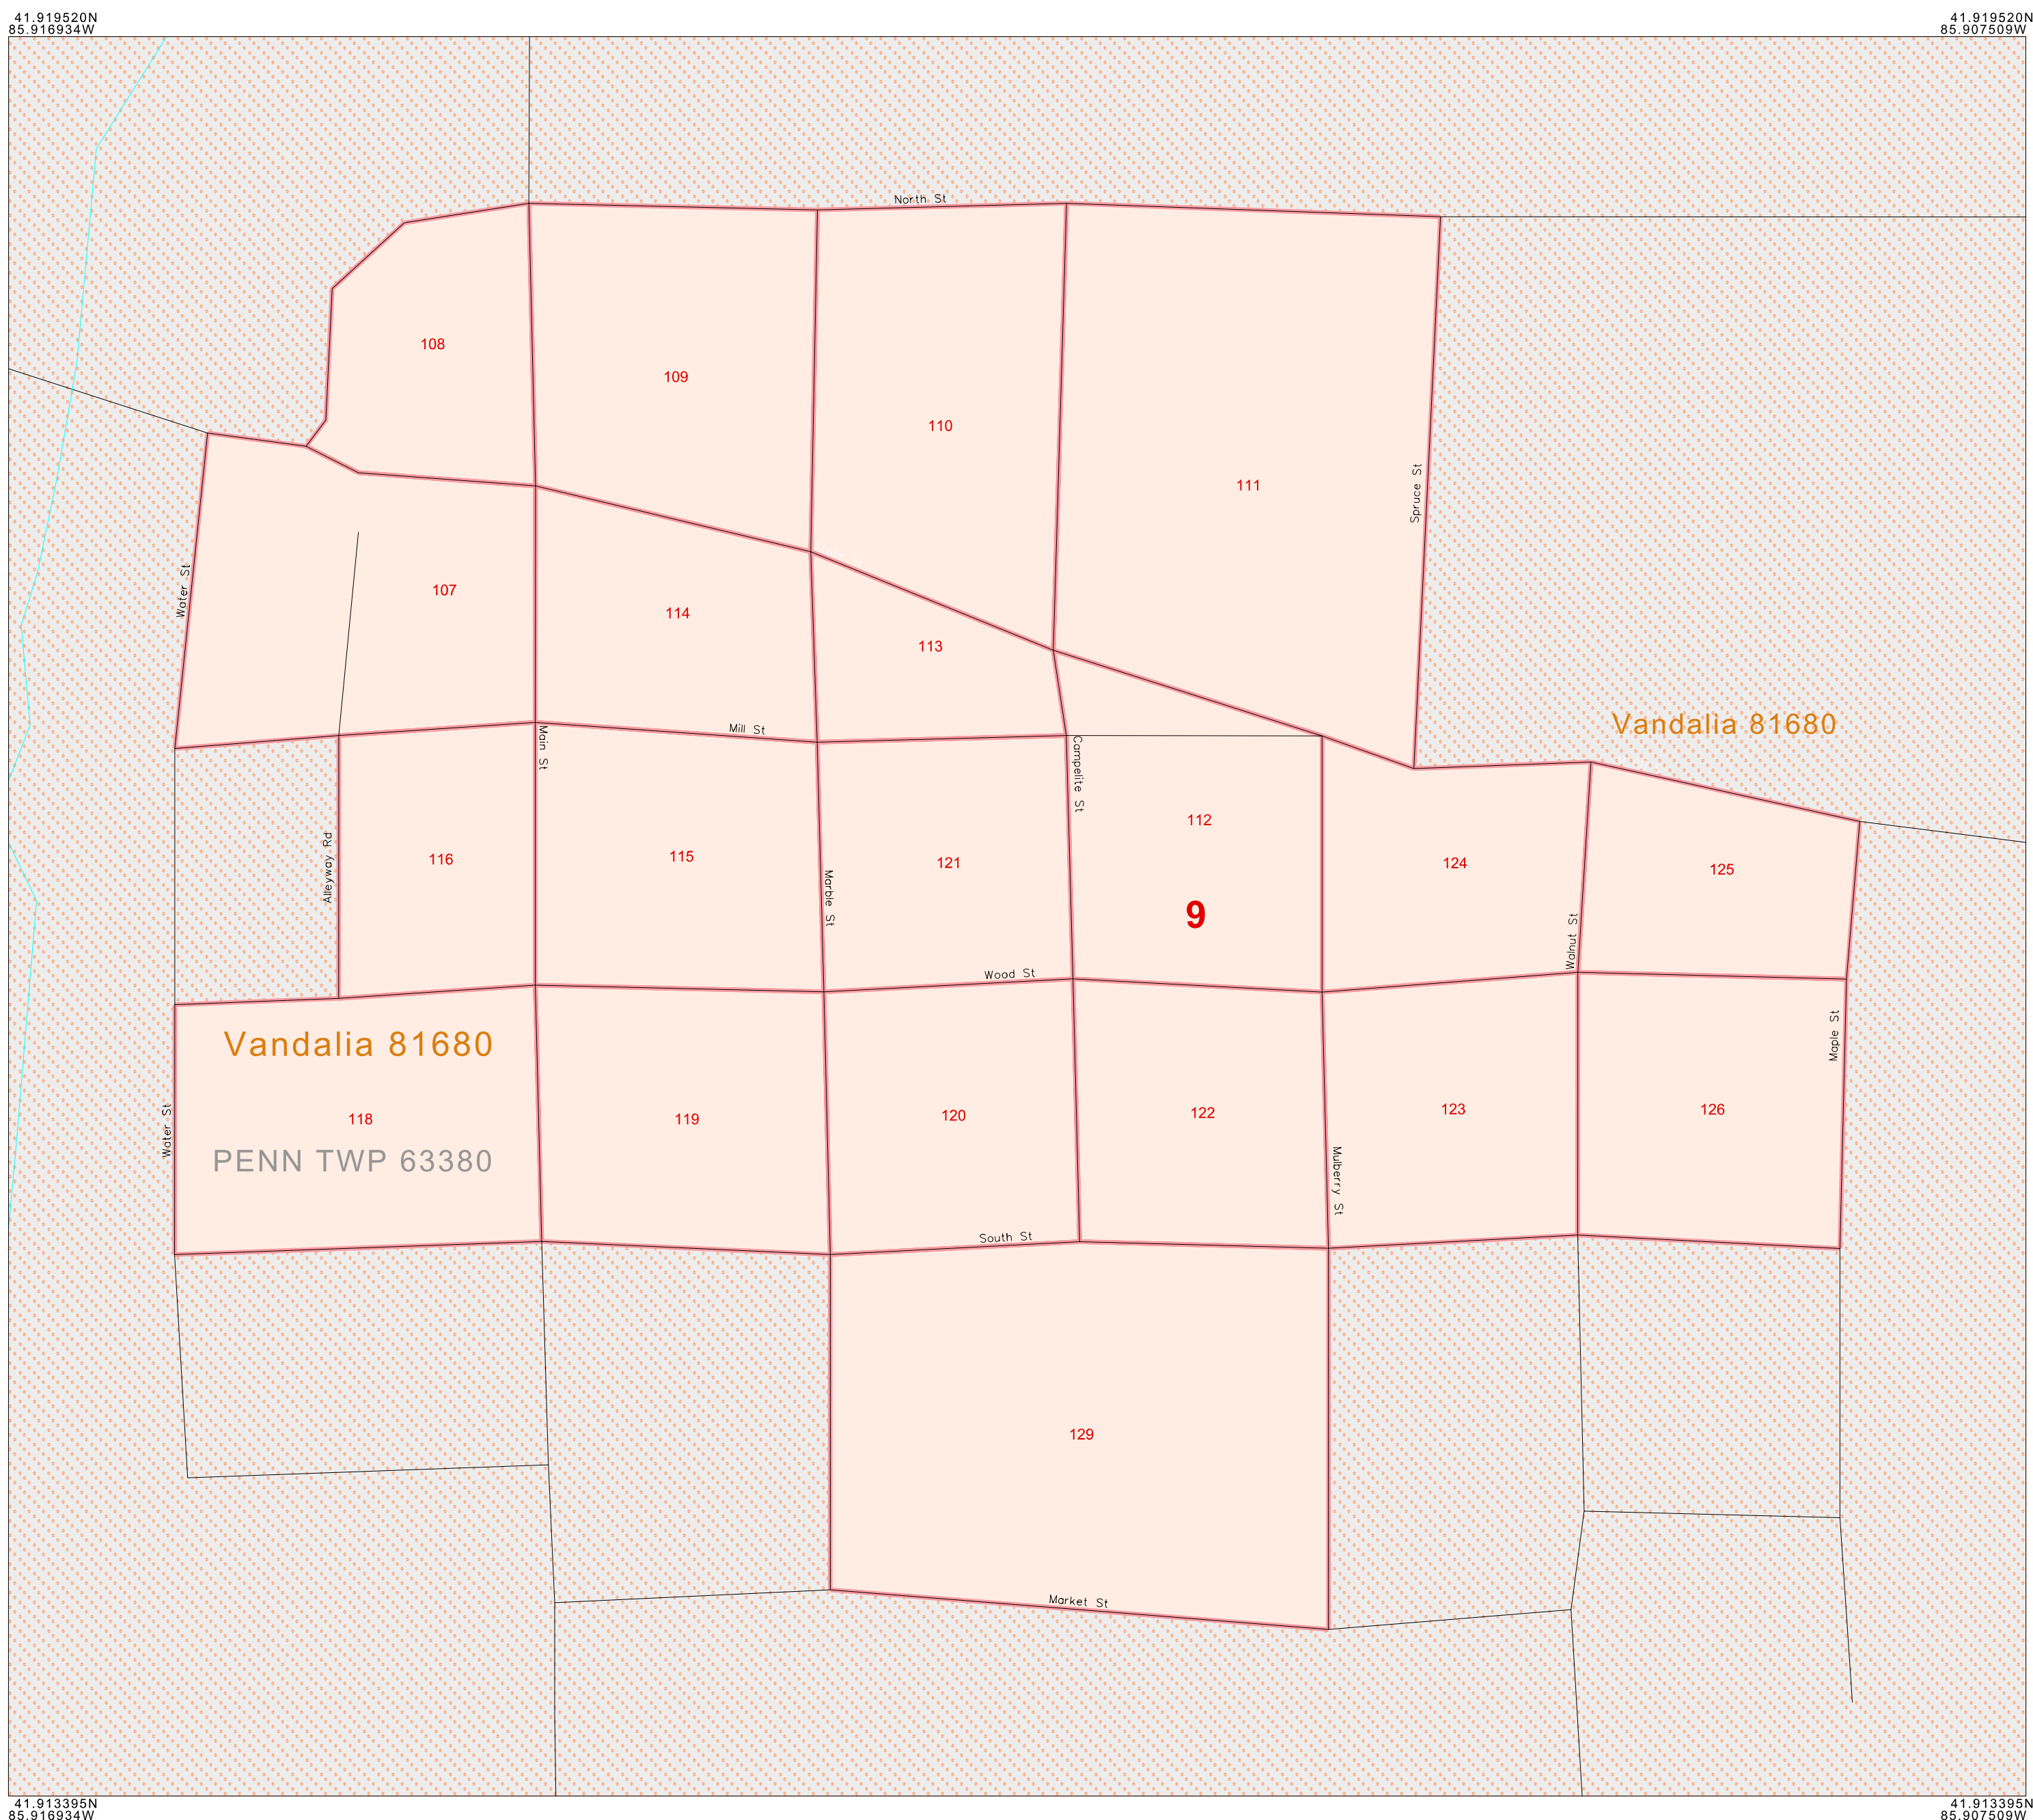 41.919520N
85.916934W
41.919520N
85.907509W
North St
108
109
110
111
Spruce St
Water St
107
114
113
Vandalia 81680
Mill St
Main St
Campelite St
112
Alleyway Rd
116
115
121
124
125
Marble St
9
Walnut St
Wood St
Vandalia 81680
Maple St
Water St
118
119
120
122
123
126
PENN TWP 63380
Mulberry St
South St
129
Market St
41.913395N
85.916934W
41.913395N
85.907509W